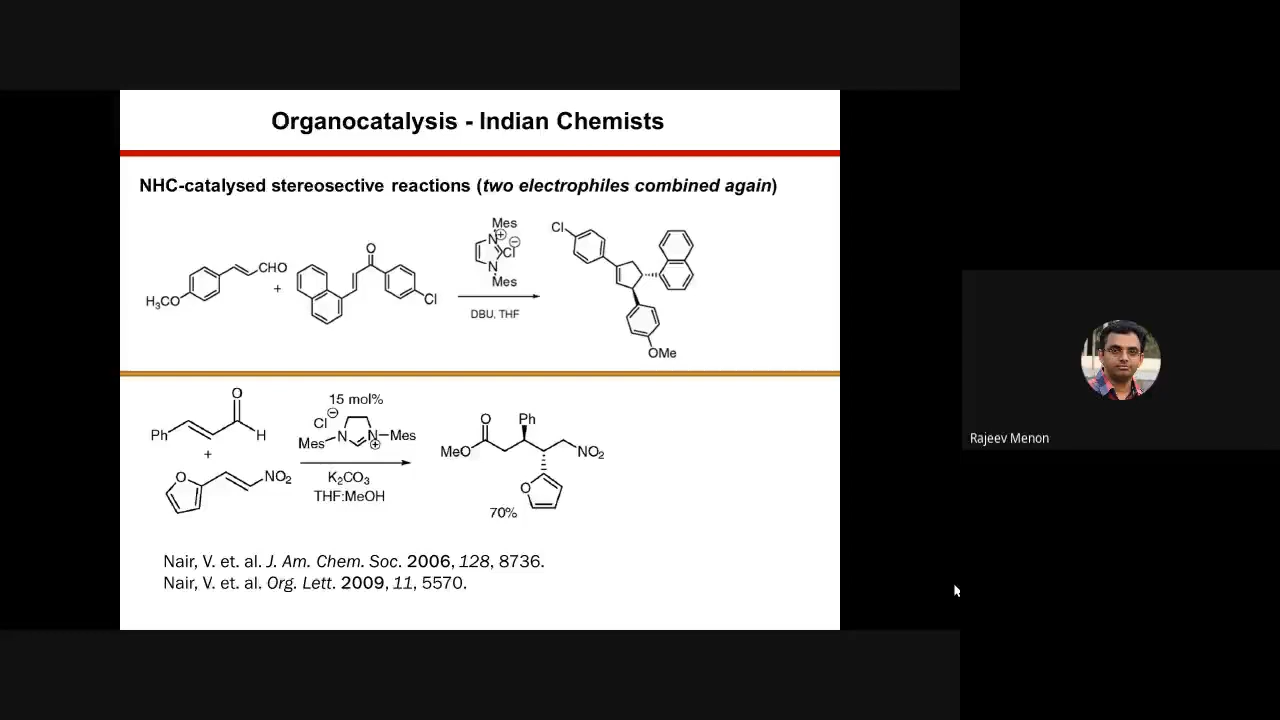 Organocatalysis - Indian Chemists
NHC-catalysed stereosective reactions (two electrophiles combined again)
Mes
N
⊕
Cl
⊖
N
Mes
DBU, THF
CHO
H₃CO
+
O
Cl
Cl
OMe
O
Ph
H
+
O
NO₂
15 mol%
Cl
⊖
Mes
N
N
⊕
Mes
K₂CO₃
THF:MeOH
O
Ph
MeO
NO₂
O
70%
Nair, V. et. al. J. Am. Chem. Soc. 2006, 128, 8736.
Nair, V. et. al. Org. Lett. 2009, 11, 5570.
Rajeev Menon